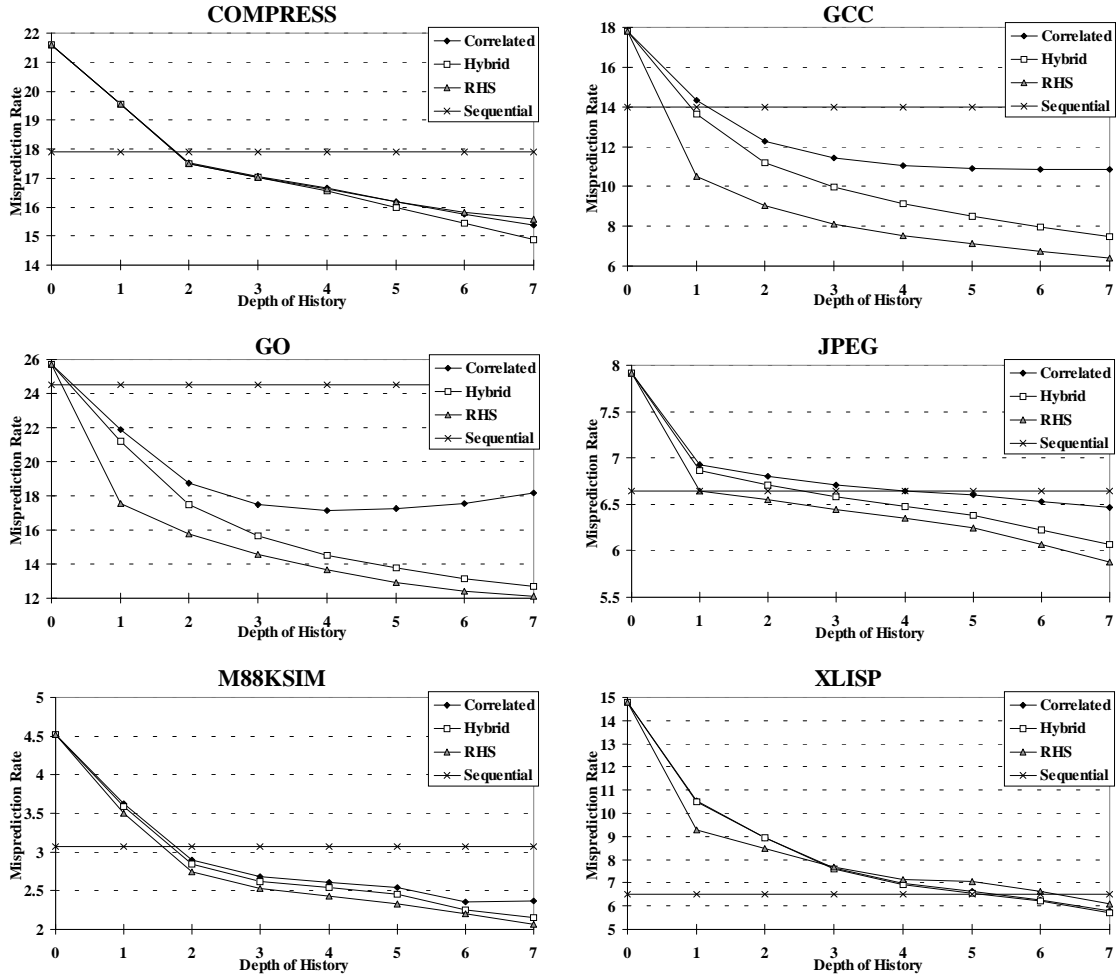 COMPRESS
22
21
20
19
18
17
16
15
14
Misprediction Rate
0 1 2 3 4 5 6 7
Depth of History
Correlated
Hybrid
RHS
Sequential
GCC
18
16
14
12
10
8
6
Misprediction Rate
0 1 2 3 4 5 6 7
Depth of History
Correlated
Hybrid
RHS
Sequential
GO
26
24
22
20
18
16
14
12
Misprediction Rate
0 1 2 3 4 5 6 7
Depth of History
Correlated
Hybrid
RHS
Sequential
JPEG
8
7.5
7
6.5
6
5.5
Misprediction Rate
0 1 2 3 4 5 6 7
Depth of History
Correlated
Hybrid
RHS
Sequential
M88KSIM
5
4.5
4
3.5
3
2.5
2
Misprediction Rate
0 1 2 3 4 5 6 7
Depth of History
Correlated
Hybrid
RHS
Sequential
XLISP
15
14
13
12
11
10
9
8
7
6
5
Misprediction Rate
0 1 2 3 4 5 6 7
Depth of History
Correlated
Hybrid
RHS
Sequential